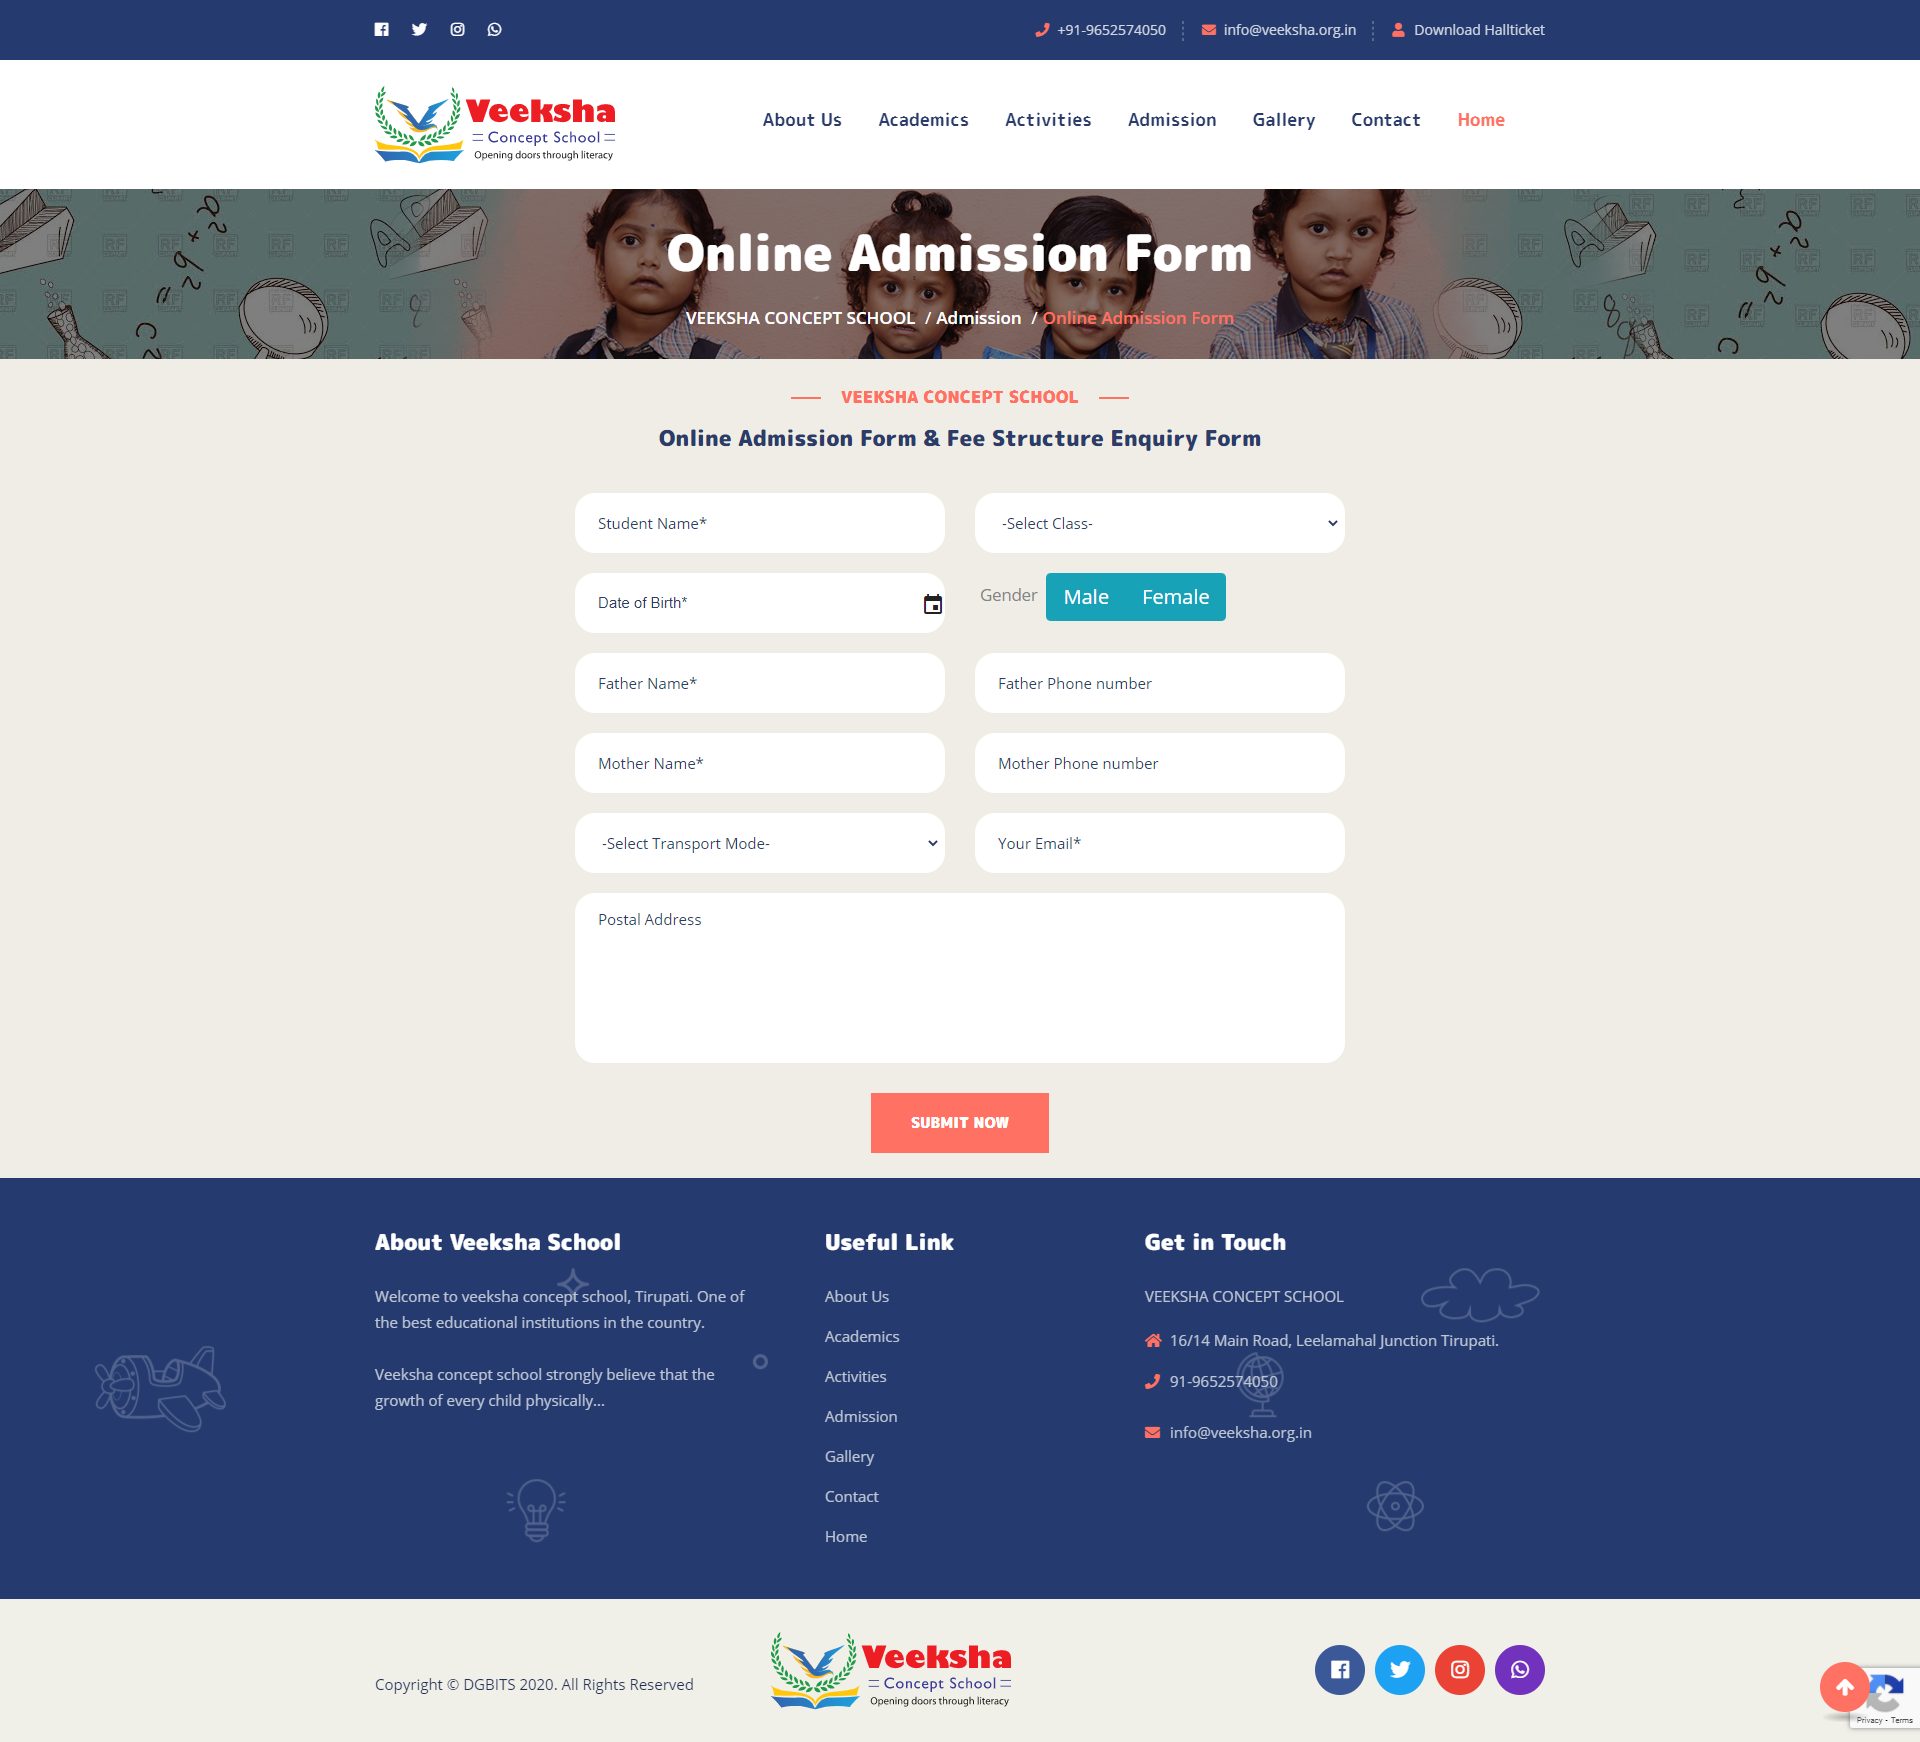 +91-9652574050
info@veeksha.org.in
Download Hallticket
Veeksha
Concept School
Opening doors through literacy
About Us
Academics
Activities
Admission
Gallery
Contact
Home
Online Admission Form
VEEKSHA CONCEPT SCHOOL / Admission / Online Admission Form
VEEKSHA CONCEPT SCHOOL
Online Admission Form & Fee Structure Enquiry Form
Student Name*
-Select Class-
Date of Birth*
Gender
Male
Female
Father Name*
Father Phone number
Mother Name*
Mother Phone number
-Select Transport Mode-
Your Email*
Postal Address
SUBMIT NOW
About Veeksha School
Welcome to veeksha concept school, Tirupati. One of
the best educational institutions in the country.
Veeksha concept school strongly believe that the
growth of every child physically...
Useful Link
About Us
Academics
Activities
Admission
Gallery
Contact
Home
Get in Touch
VEEKSHA CONCEPT SCHOOL
16/14 Main Road, Leelamahal Junction Tirupati.
91-9652574050
info@veeksha.org.in
Copyright © DGBITS 2020. All Rights Reserved
Veeksha
Concept School
Opening doors through literacy
Privacy - Terms